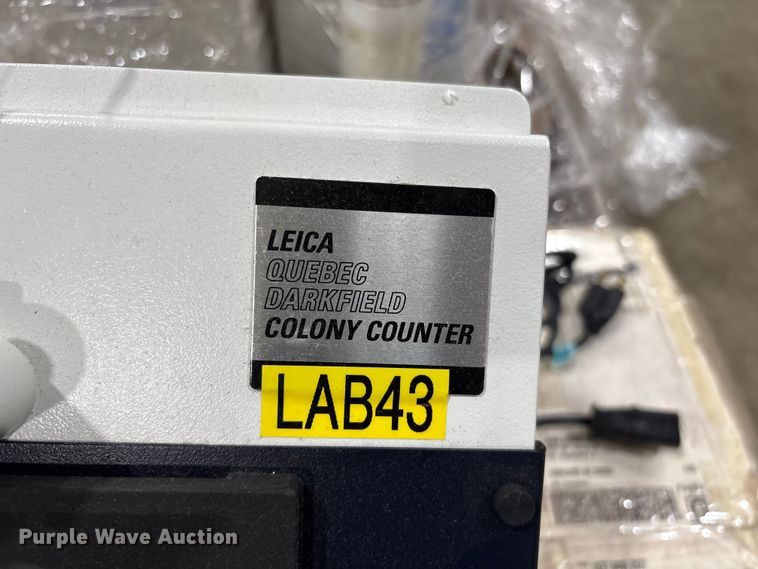 LEICA
QUEBEC
DARKFIELD
COLONY COUNTER
LAB43
Purple Wave Auction